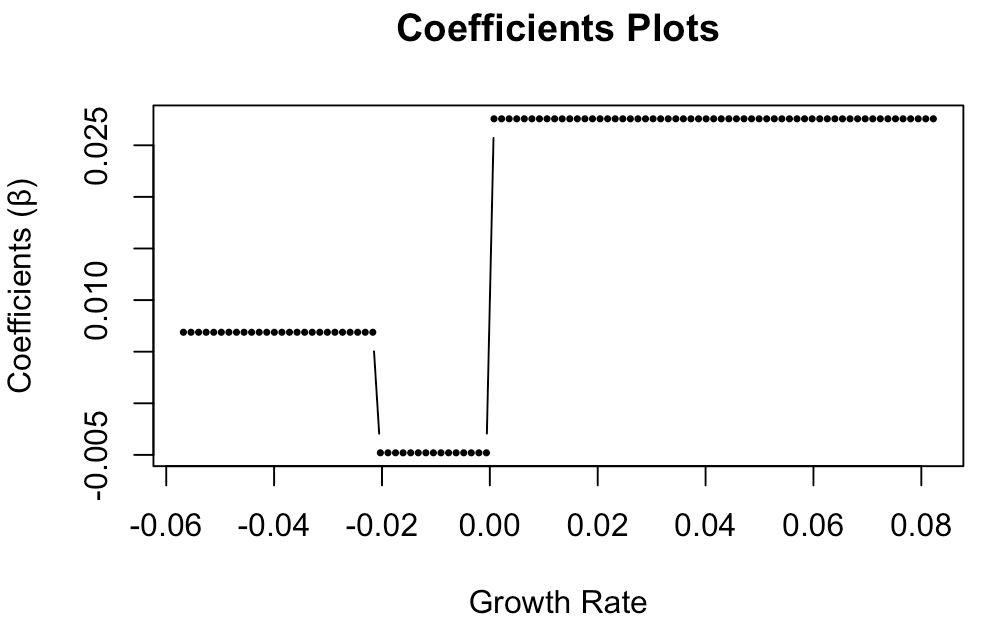 Coefficients Plots
Coefficients (β)
0.025
0.010
-0.005
-0.06 -0.04 -0.02 0.00 0.02 0.04 0.06 0.08
Growth Rate